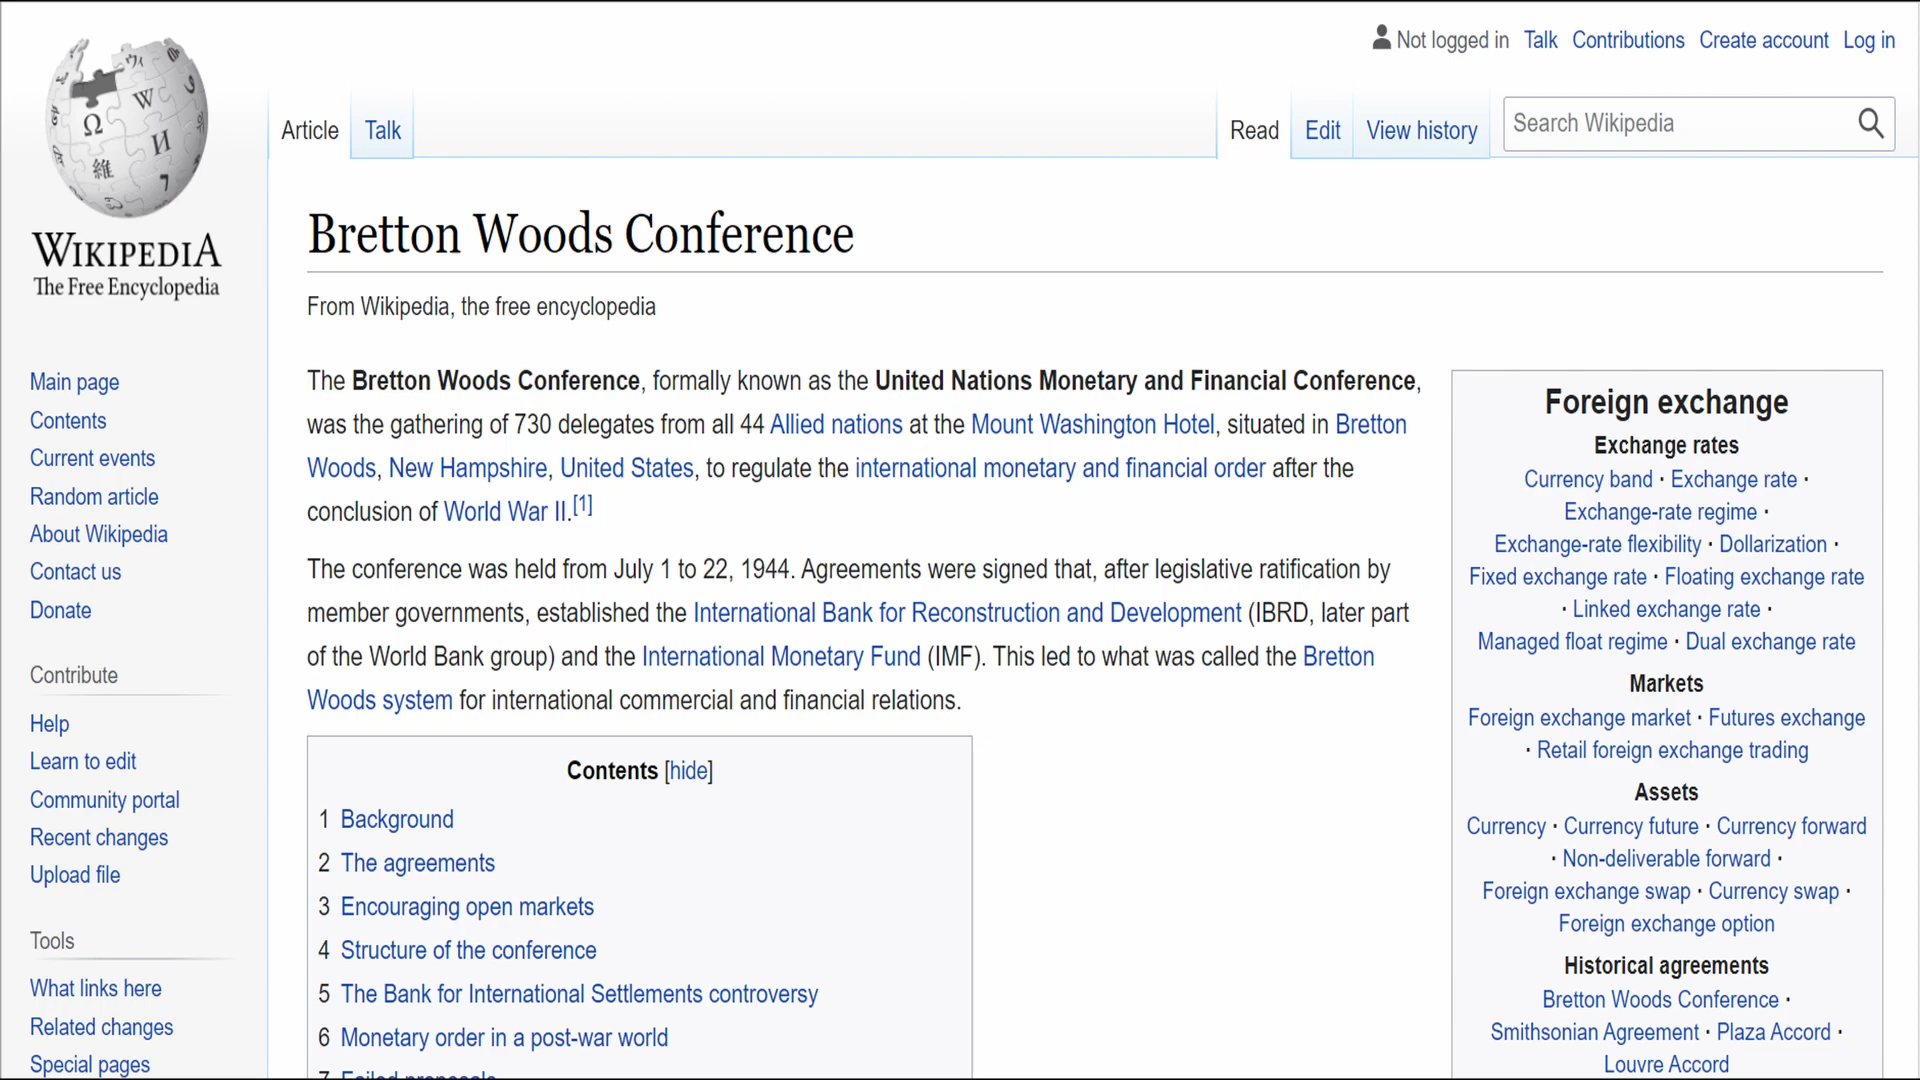 Not logged in Talk Contributions Create account Log in
Article Talk Read Edit View history Search Wikipedia
WIKIPEDIA
The Free Encyclopedia
Main page
Contents
Current events
Random article
About Wikipedia
Contact us
Donate
Contribute
Help
Learn to edit
Community portal
Recent changes
Upload file
Tools
What links here
Related changes
Special pages
Bretton Woods Conference
From Wikipedia, the free encyclopedia
The Bretton Woods Conference, formally known as the United Nations Monetary and Financial Conference,
was the gathering of 730 delegates from all 44 Allied nations at the Mount Washington Hotel, situated in Bretton
Woods, New Hampshire, United States, to regulate the international monetary and financial order after the
conclusion of World War II.[1]
The conference was held from July 1 to 22, 1944. Agreements were signed that, after legislative ratification by
member governments, established the International Bank for Reconstruction and Development (IBRD, later part
of the World Bank group) and the International Monetary Fund (IMF). This led to what was called the Bretton
Woods system for international commercial and financial relations.
Contents [hide]
1 Background
2 The agreements
3 Encouraging open markets
4 Structure of the conference
5 The Bank for International Settlements controversy
6 Monetary order in a post-war world
7 Failed proposals
Foreign exchange
Exchange rates
Currency band · Exchange rate ·
Exchange-rate regime ·
Exchange-rate flexibility · Dollarization ·
Fixed exchange rate · Floating exchange rate
· Linked exchange rate ·
Managed float regime · Dual exchange rate
Markets
Foreign exchange market · Futures exchange
· Retail foreign exchange trading
Assets
Currency · Currency future · Currency forward
· Non-deliverable forward ·
Foreign exchange swap · Currency swap ·
Foreign exchange option
Historical agreements
Bretton Woods Conference ·
Smithsonian Agreement · Plaza Accord ·
Louvre Accord